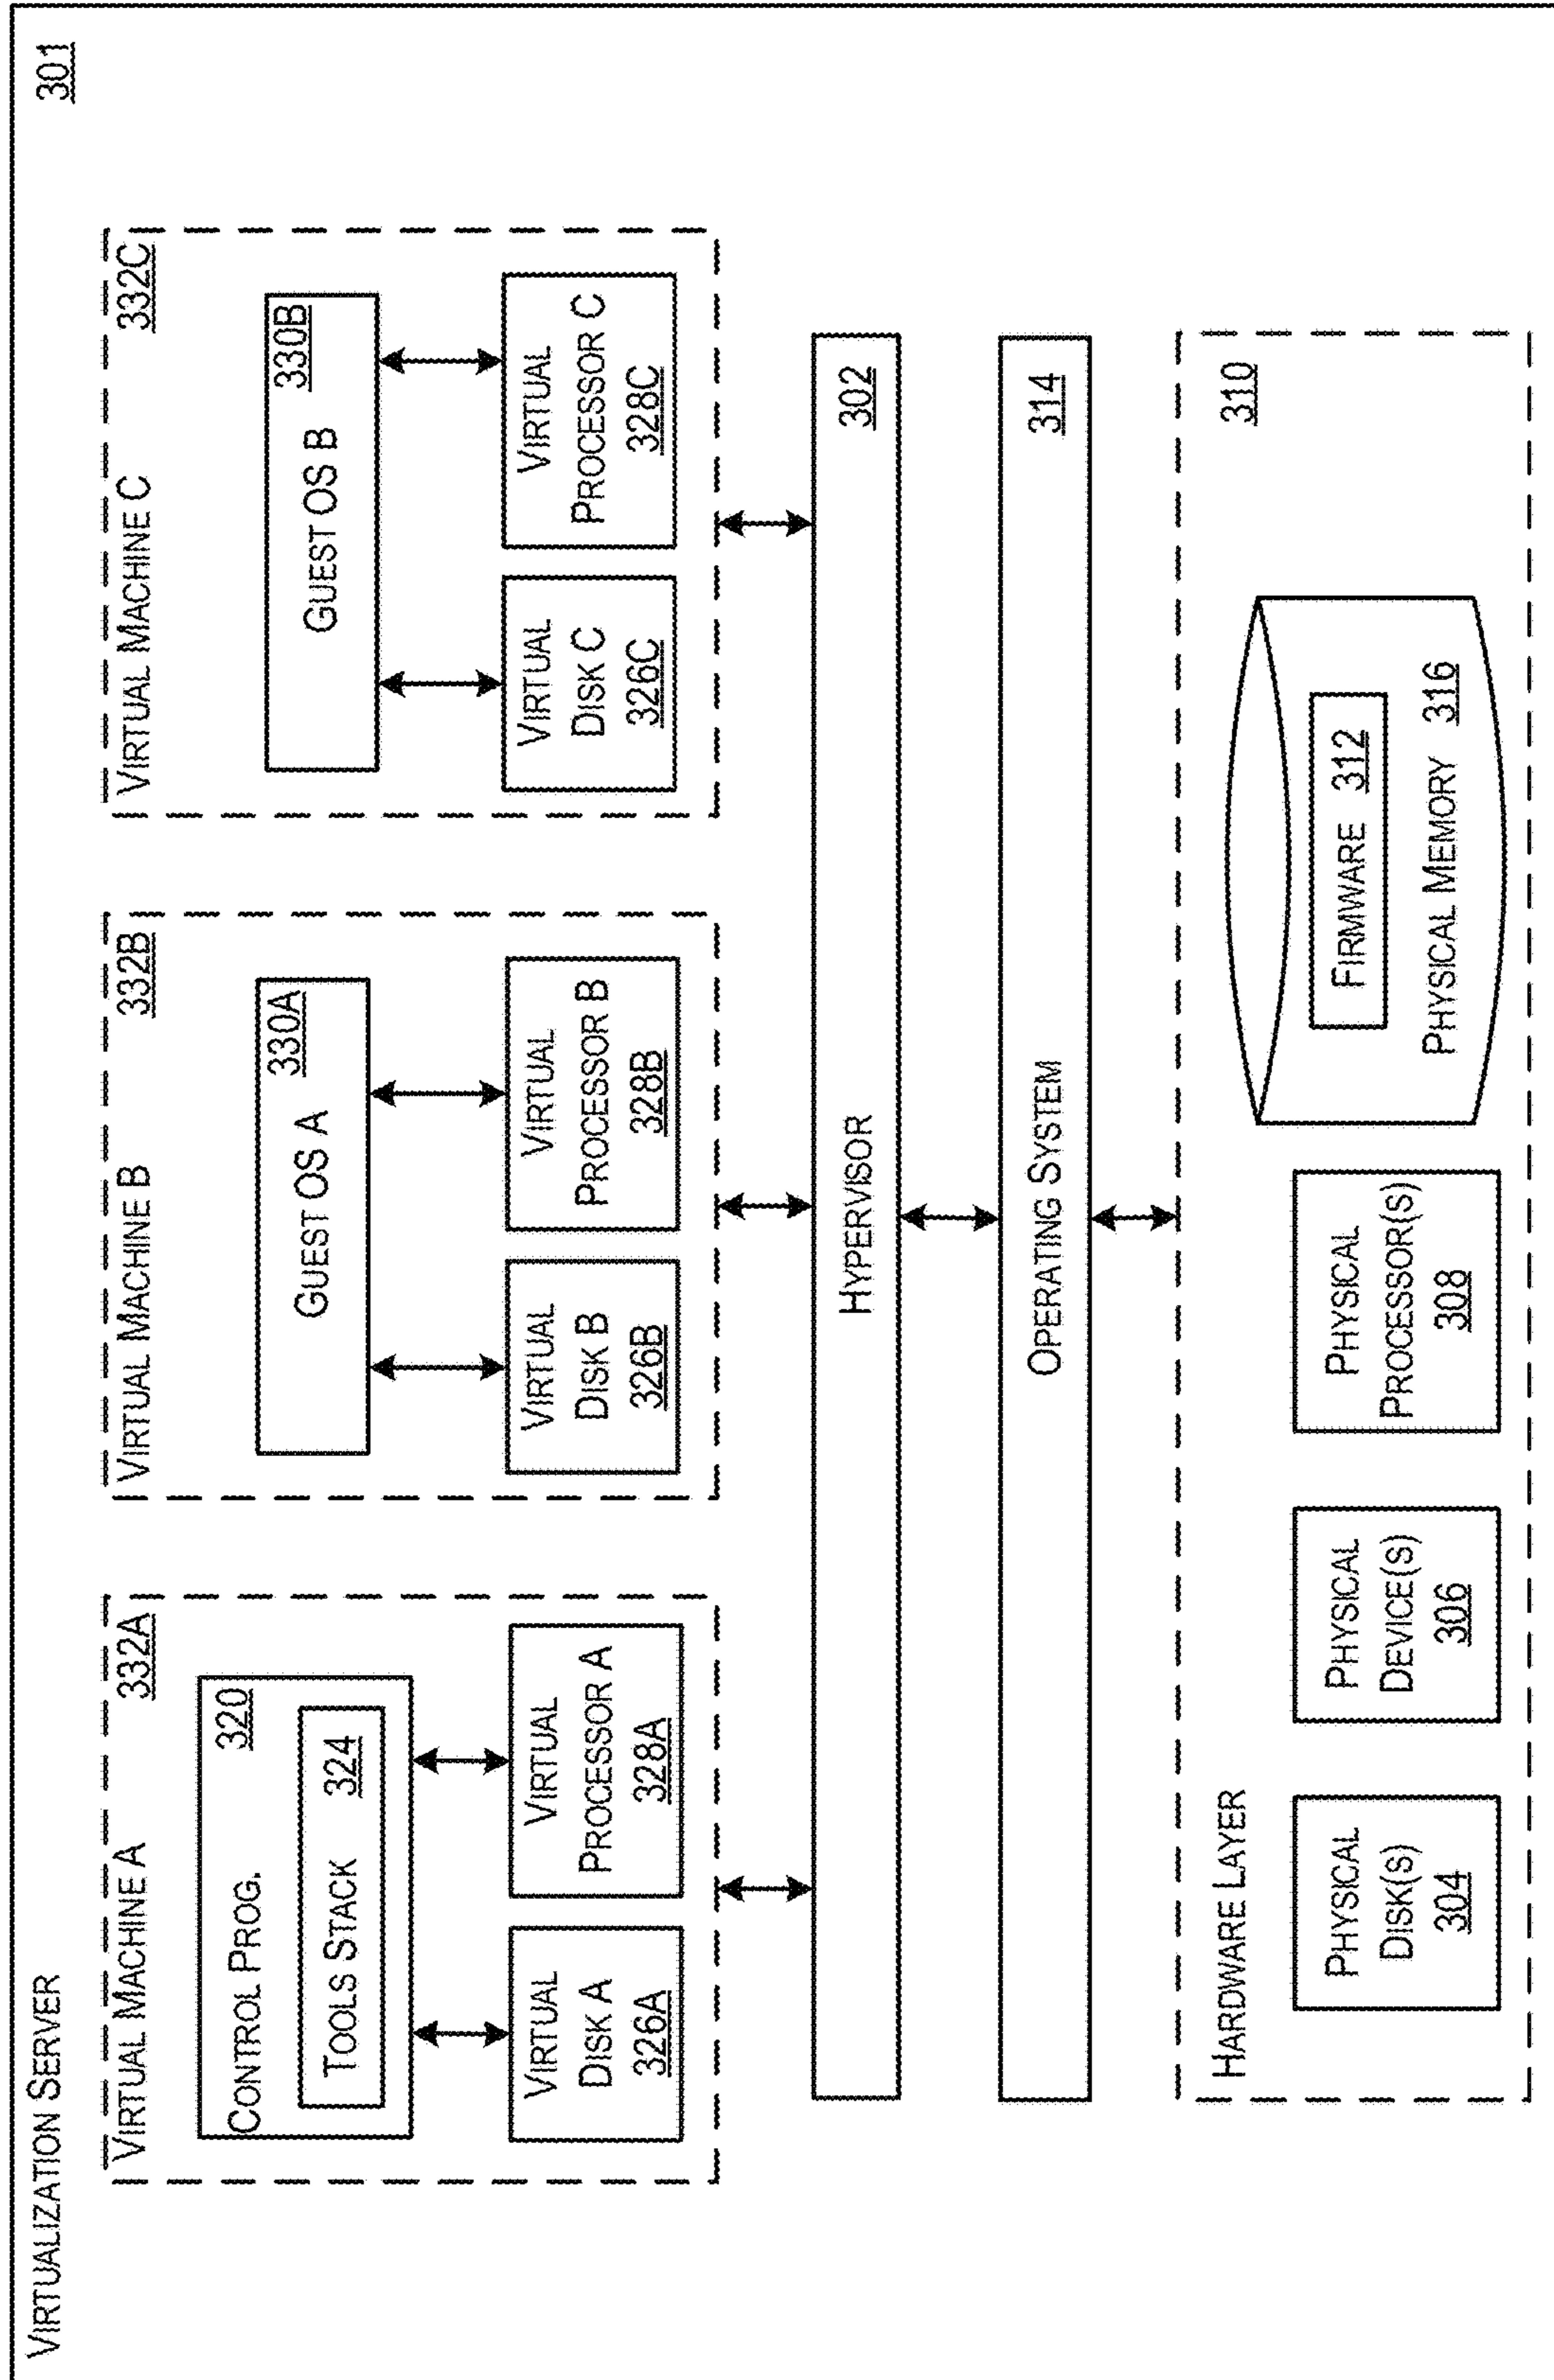 VIRTUALIZATION SERVER
301
VIRTUAL MACHINE A
332A
CONTROL PROG.
320
TOOLS STACK 324
VIRTUAL
DISK A
326A
VIRTUAL
PROCESSOR A
328A
VIRTUAL MACHINE B
332B
GUEST OS A
330A
VIRTUAL
DISK B
326B
VIRTUAL
PROCESSOR B
328B
VIRTUAL MACHINE C
332C
GUEST OS B
330B
VIRTUAL
DISK C
326C
VIRTUAL
PROCESSOR C
328C
HYPERVISOR
302
OPERATING SYSTEM
314
HARDWARE LAYER
310
PHYSICAL
DISK(S)
304
PHYSICAL
DEVICE(S)
306
PHYSICAL
PROCESSOR(S)
308
FIRMWARE 312
PHYSICAL MEMORY 316